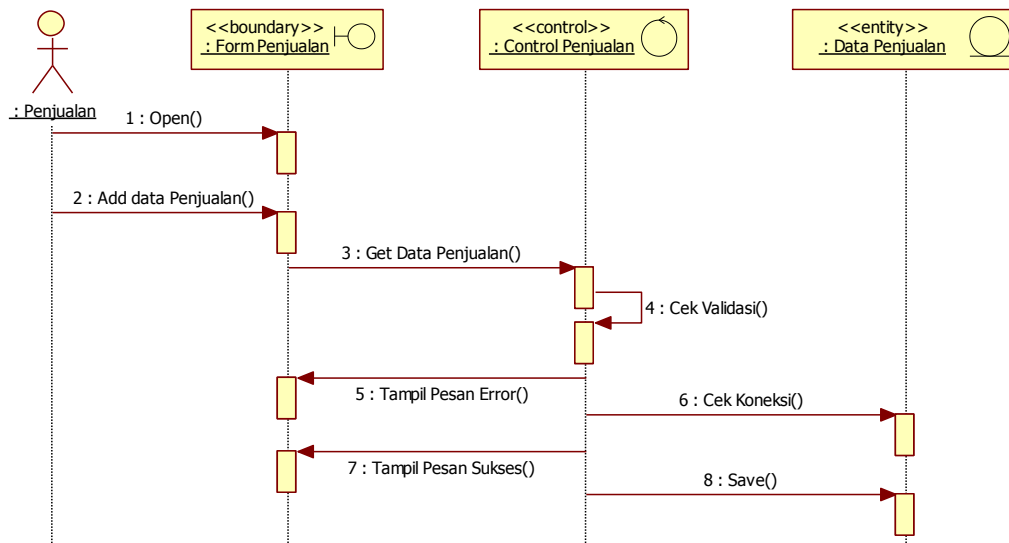 <<boundary>>
: Form Penjualan
<<control>>
: Control Penjualan
<<entity>>
: Data Penjualan
: Penjualan
1 : Open()
2 : Add data Penjualan()
3 : Get Data Penjualan()
4 : Cek Validasi()
5 : Tampil Pesan Error()
6 : Cek Koneksi()
7 : Tampil Pesan Sukses()
8 : Save()